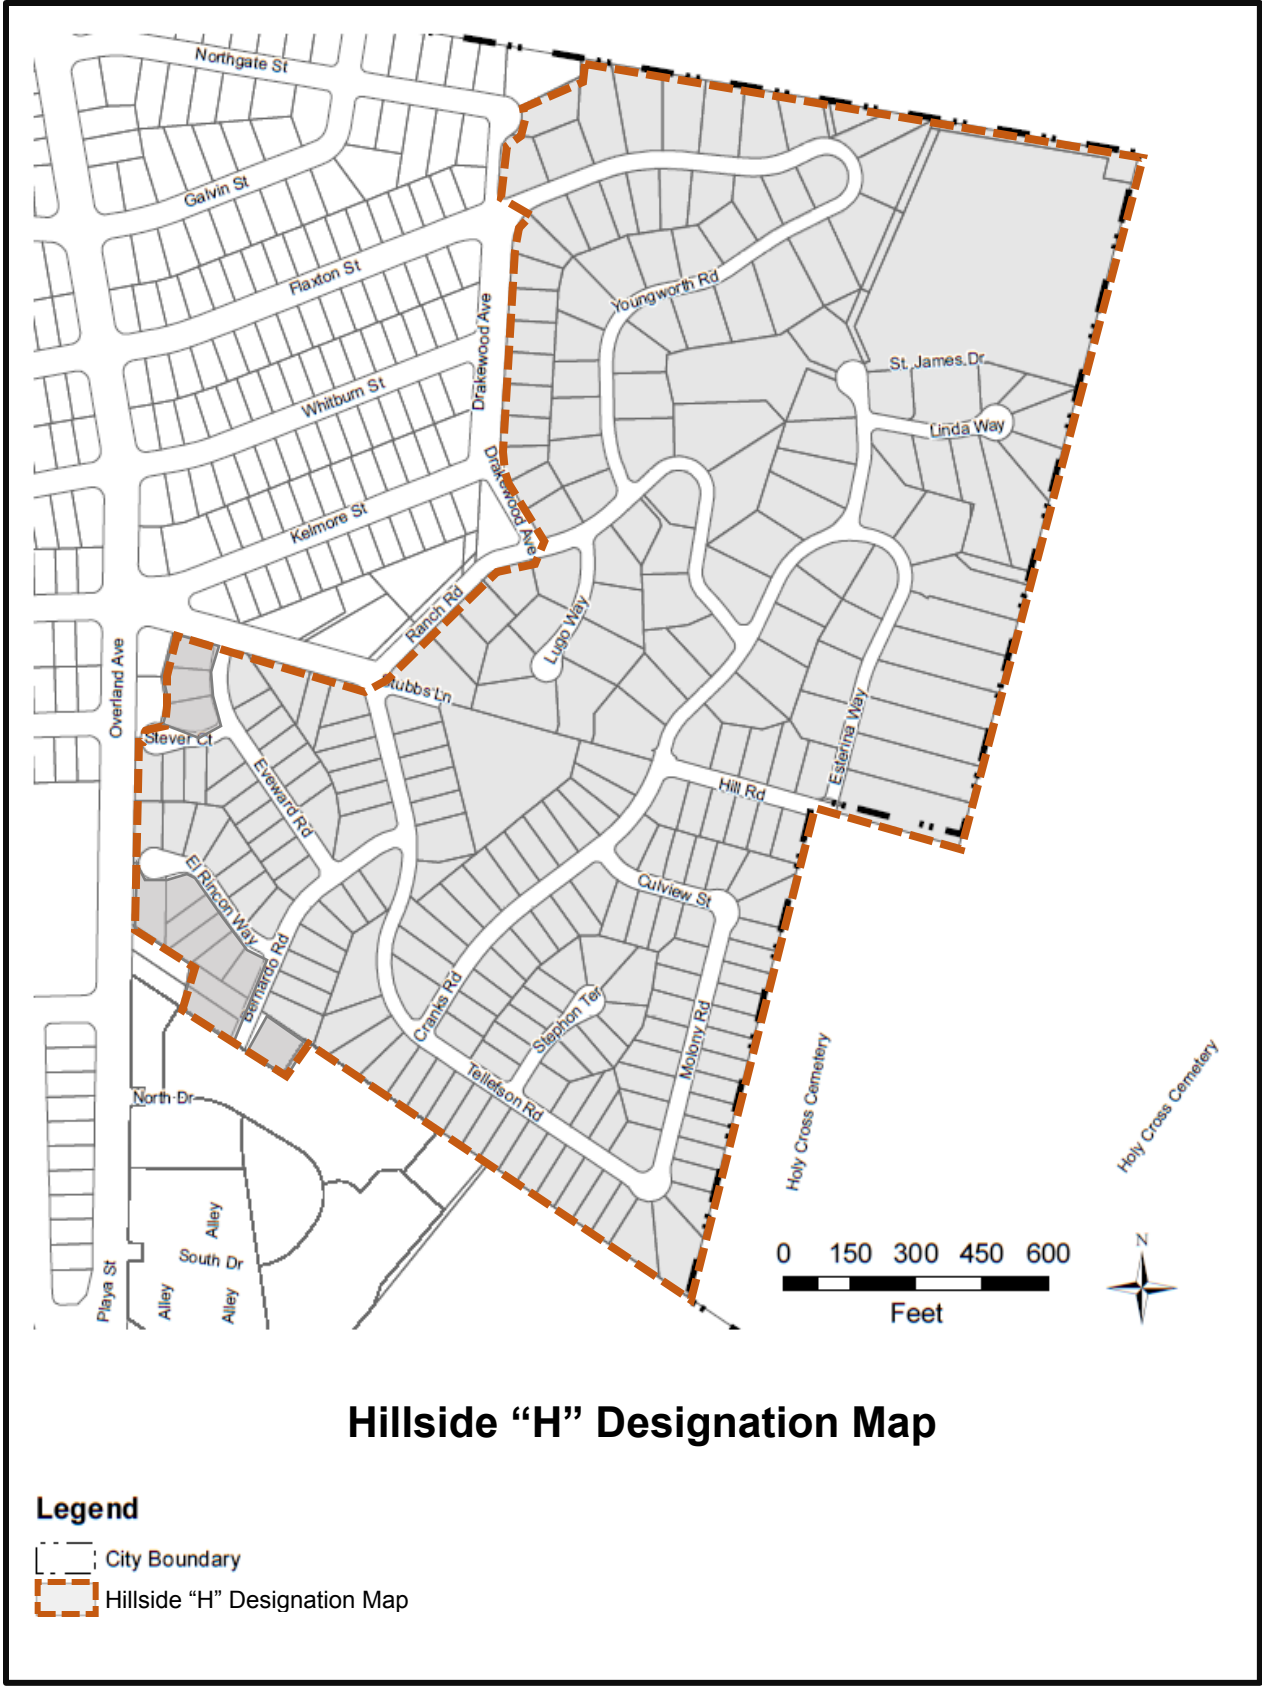 Northgate St
Galvin St
Flaxton St
Drakewood Ave
Youngworth Rd
Whitburn St
St. James Dr
Linda Way
Drakewood Ave
Kelmore St
Ranch Rd
Lugo Way
Overland Ave
Stubbs Ln
Stever Ct
Esterina Way
Eveward Rd
Hill Rd
El Rincon Way
Culview St
Bernardo Rd
Cranks Rd
Stephon Ter
Molony Rd
Tellefson Rd
North Dr
Holy Cross Cemetery
Holy Cross Cemetery
Alley
South Dr
Playa St
Alley
Alley
N
0 150 300 450 600
Feet
Hillside “H” Designation Map
Legend
City Boundary
Hillside “H” Designation Map